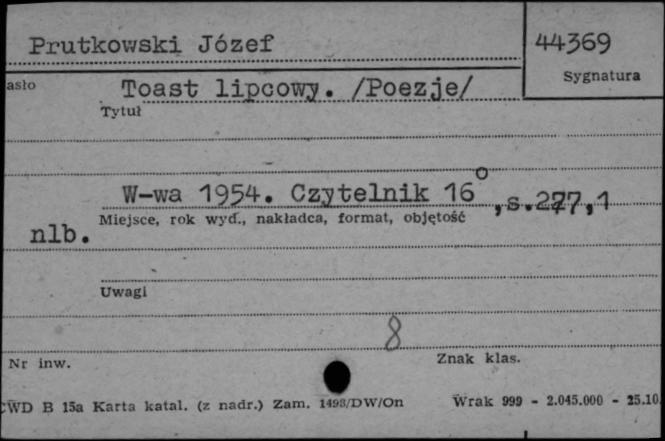 Prutkowski Józef
44369
Sygnatura
asło
Toast lipcowy. /Poezje/
Tytuł
W-wa 1954. Czytelnik 16°, s.277,1
Miejsce, rok wyd., nakładca, format, objętość
nlb.
Uwagi
8
Nr inw.
Znak klas.
CWD B 15a Karta katal. (z nadr.) Zam. 1493/DW/On Wrak 999 - 2.045.000 - 25.10